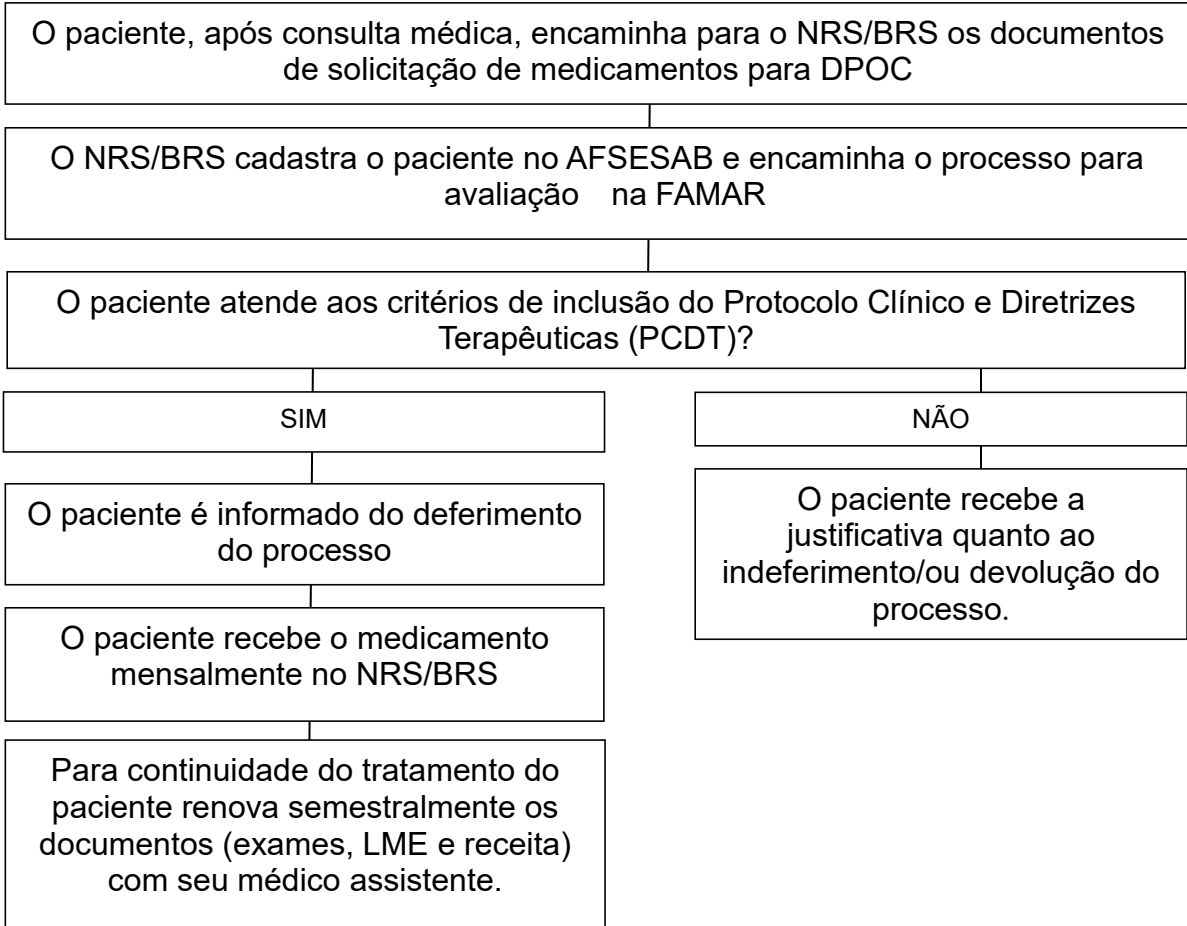 O paciente, após consulta médica, encaminha para o NRS/BRS os documentos
de solicitação de medicamentos para DPOC
O NRS/BRS cadastra o paciente no AFSESAB e encaminha o processo para
avaliação na FAMAR
O paciente atende aos critérios de inclusão do Protocolo Clínico e Diretrizes
Terapêuticas (PCDT)?
SIM
O paciente é informado do deferimento
do processo
O paciente recebe o medicamento
mensalmente no NRS/BRS
Para continuidade do tratamento do
paciente renova semestralmente os
documentos (exames, LME e receita)
com seu médico assistente.
NÃO
O paciente recebe a
justificativa quanto ao
indeferimento/ou devolução do
processo.